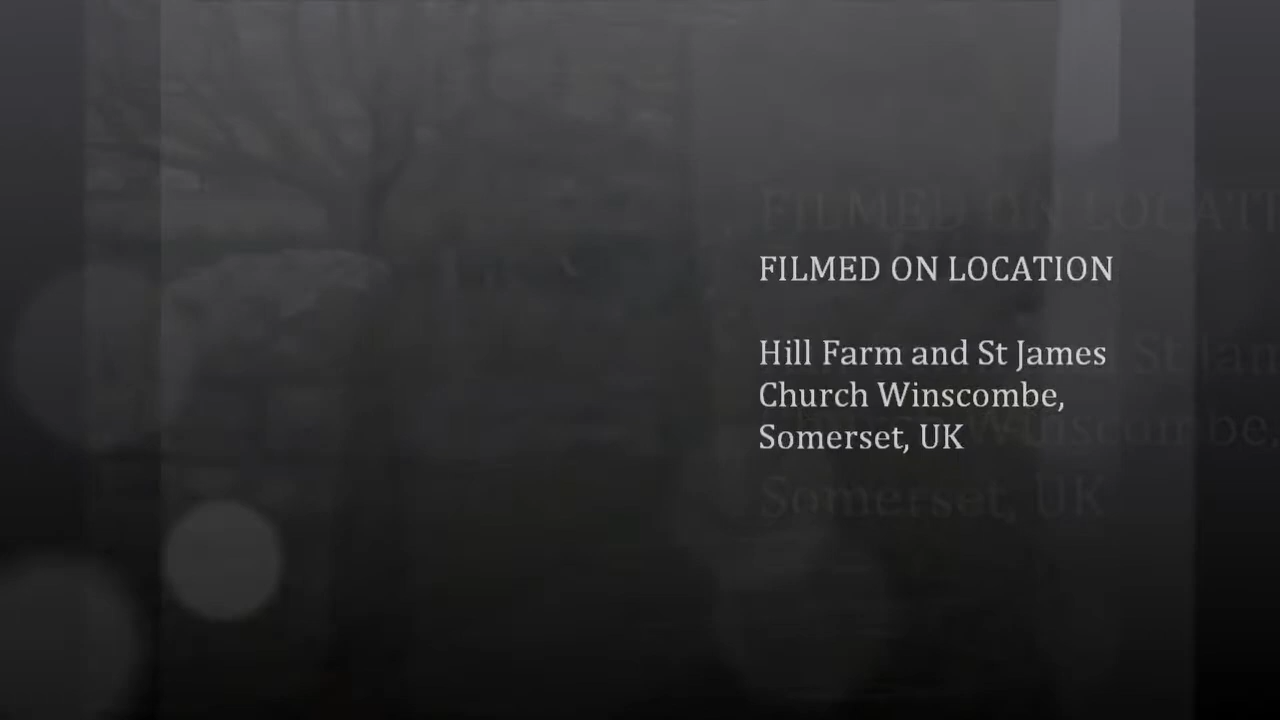 FILMED ON LOCATION
Hill Farm and St James
Church Winscombe,
Somerset, UK